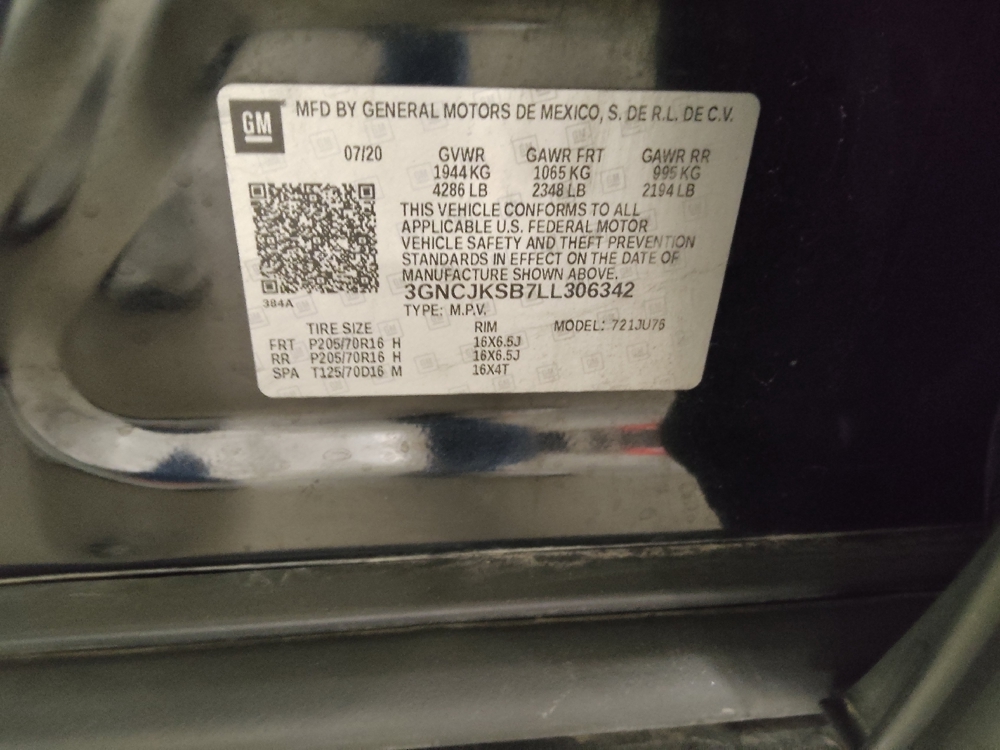 GM
MFD BY GENERAL MOTORS DE MEXICO, S. DE R.L. DE C.V.
07/20 GVWR GAWR FRT GAWR RR
1944 KG 1065 KG 995 KG
4286 LB 2348 LB 2194 LB
THIS VEHICLE CONFORMS TO ALL
APPLICABLE U.S. FEDERAL MOTOR
VEHICLE SAFETY AND THEFT PREVENTION
STANDARDS IN EFFECT ON THE DATE OF
MANUFACTURE SHOWN ABOVE.
384A
3GNCJKSB7LL306342
TYPE: M.P.V.
TIRE SIZE RIM MODEL: 721JU76
FRT P205/70R16 H 16X6.5J
RR P205/70R16 H 16X6.5J
SPA T125/70D16 M 16X4T